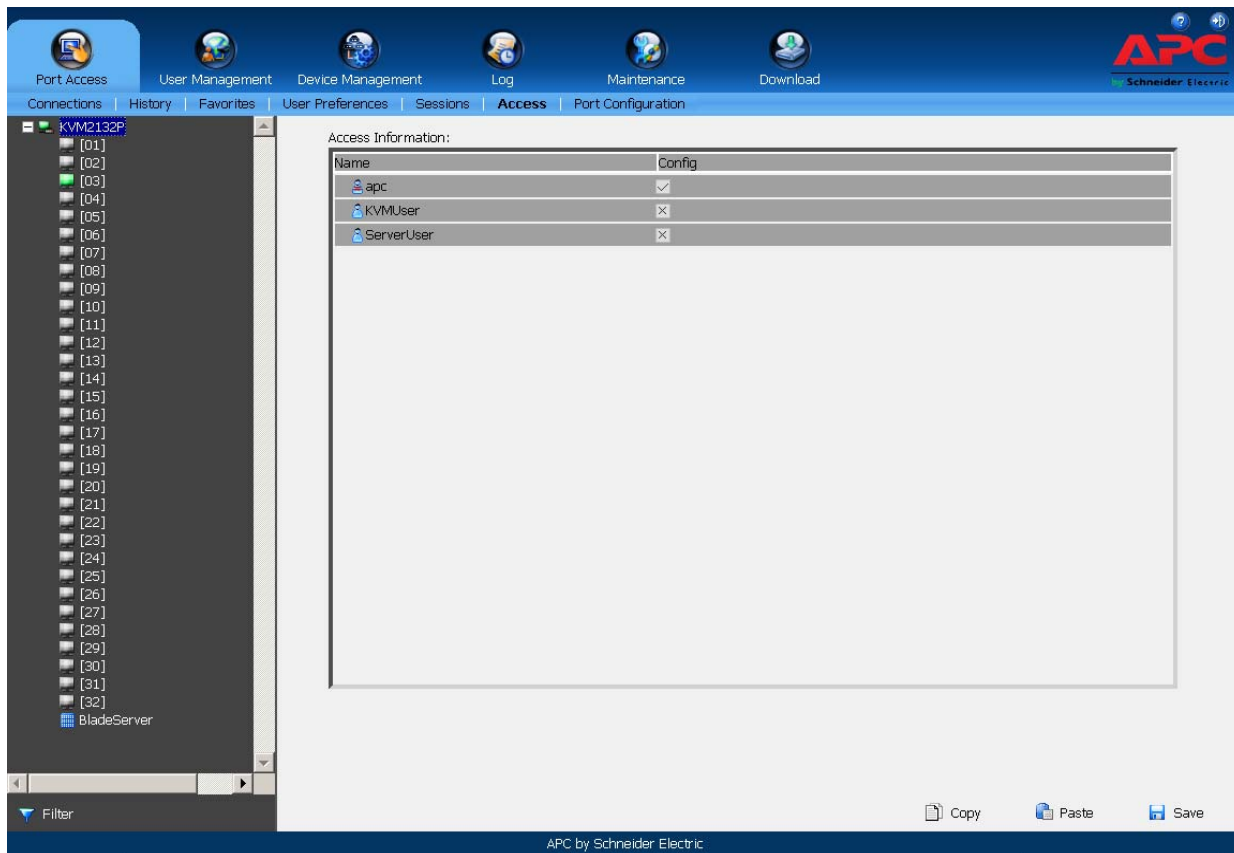 Port Access User Management Device Management Log Maintenance Download
APC
by Schneider Electric
Connections History Favorites User Preferences Sessions Access Port Configuration
KVM2132P
[01]
[02]
[03]
[04]
[05]
[06]
[07]
[08]
[09]
[10]
[11]
[12]
[13]
[14]
[15]
[16]
[17]
[18]
[19]
[20]
[21]
[22]
[23]
[24]
[25]
[26]
[27]
[28]
[29]
[30]
[31]
[32]
BladeServer
Filter
Access Information:
Name Config
apc
KVMUser
ServerUser
Copy Paste Save
APC by Schneider Electric